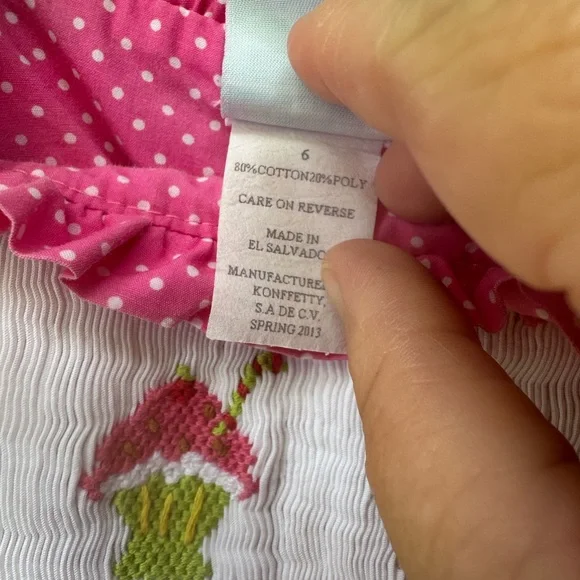 6
80%COTTON20%POLY
CARE ON REVERSE
MADE IN
EL SALVADO
MANUFACTURE
KONFFETTY,
S.A DE C.V.
SPRING 2013